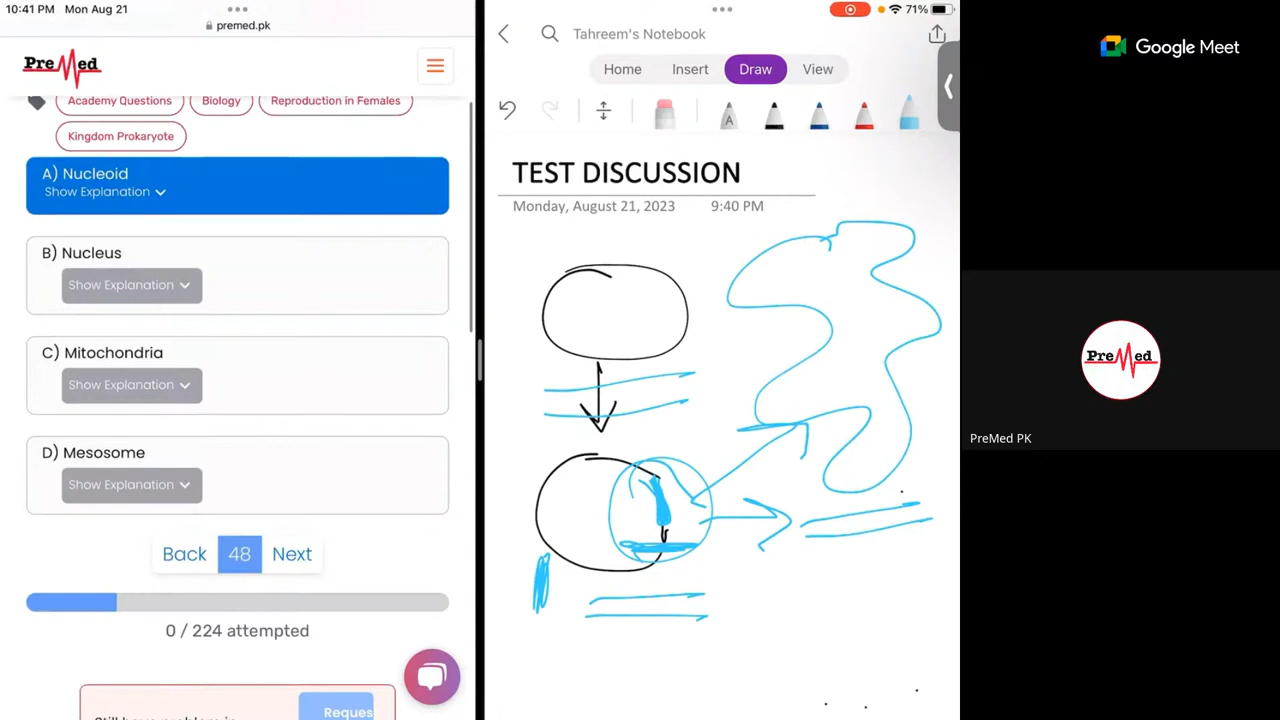 10:41 PM Mon Aug 21
premed.pk
PreMed
Academy Questions
Biology
Reproduction in Females
Kingdom Prokaryote
A) Nucleoid
Show Explanation
B) Nucleus
Show Explanation
C) Mitochondria
Show Explanation
D) Mesosome
Show Explanation
Back 48 Next
0 / 224 attempted
Reques
71%
Tahreem's Notebook
Home Insert Draw View
A
TEST DISCUSSION
Monday, August 21, 2023 9:40 PM
Google Meet
PreMed
PreMed PK